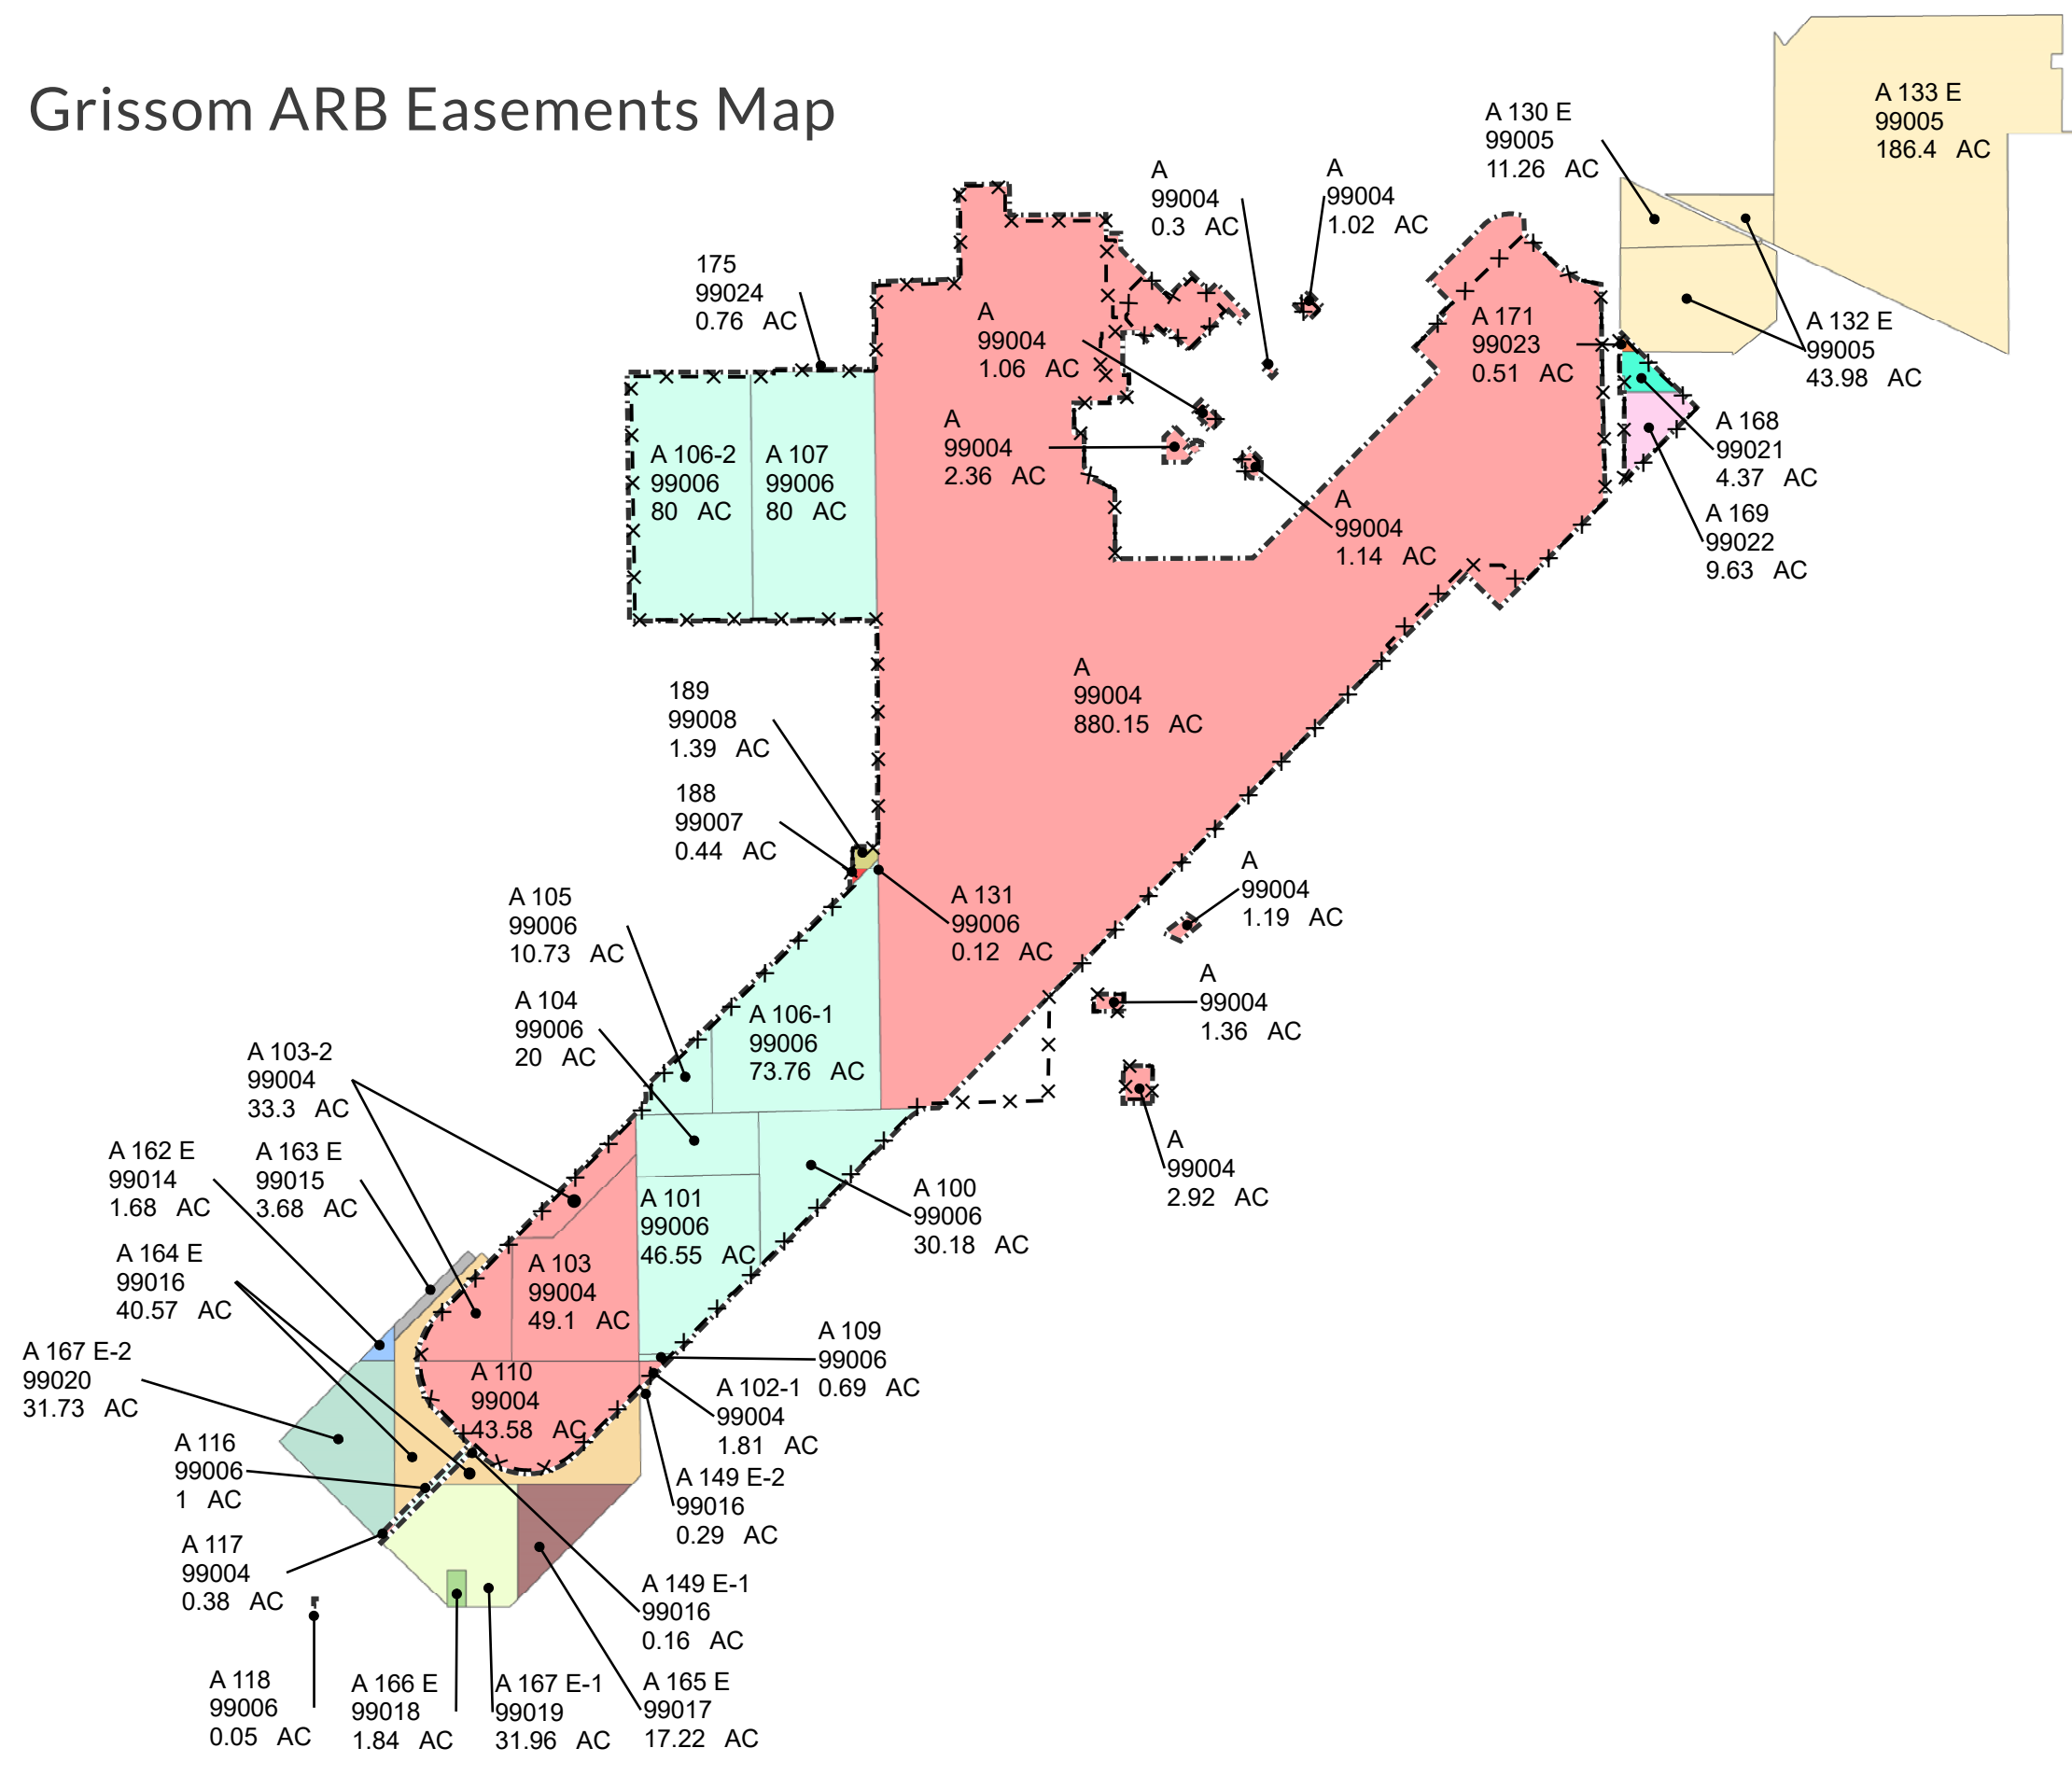 Grissom ARB Easements Map
A 133 E
99005
186.4 AC
A 130 E
99005
11.26 AC
A
99004
0.3 AC
A
99004
1.02 AC
175
99024
0.76 AC
A
99004
1.06 AC
A 171
99023
0.51 AC
A 132 E
99005
43.98 AC
A
99004
2.36 AC
A 168
99021
4.37 AC
A 106-2
99006
80 AC
A 107
99006
80 AC
A
99004
1.14 AC
A 169
99022
9.63 AC
A
99004
880.15 AC
189
99008
1.39 AC
188
99007
0.44 AC
A
99004
1.19 AC
A 105
99006
10.73 AC
A 131
99006
0.12 AC
A
99004
1.36 AC
A 104
99006
20 AC
A 106-1
99006
73.76 AC
A 103-2
99004
33.3 AC
A
99004
2.92 AC
A 162 E
99014
1.68 AC
A 163 E
99015
3.68 AC
A 100
99006
30.18 AC
A 101
99006
46.55 AC
A 164 E
99016
40.57 AC
A 103
99004
49.1 AC
A 109
99006
0.69 AC
A 167 E-2
99020
31.73 AC
A 110
99004
43.58 AC
A 102-1
99004
1.81 AC
A 116
99006
1 AC
A 149 E-2
99016
0.29 AC
A 117
99004
0.38 AC
A 149 E-1
99016
0.16 AC
A 118
99006
0.05 AC
A 166 E
99018
1.84 AC
A 167 E-1
99019
31.96 AC
A 165 E
99017
17.22 AC